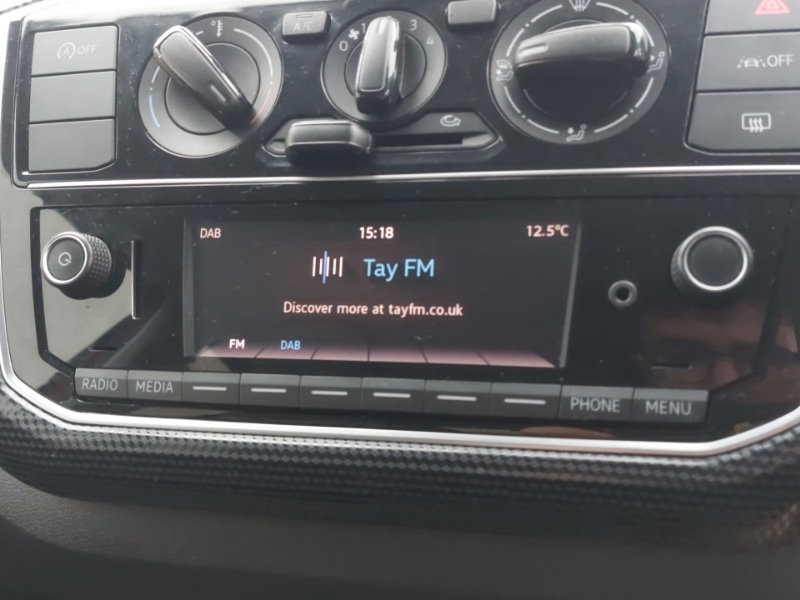 OFF
A/C
0 1 3 4
OFF
DAB 15:18 12.5°C
Tay FM
Discover more at tayfm.co.uk
FM DAB
RADIO MEDIA PHONE MENU